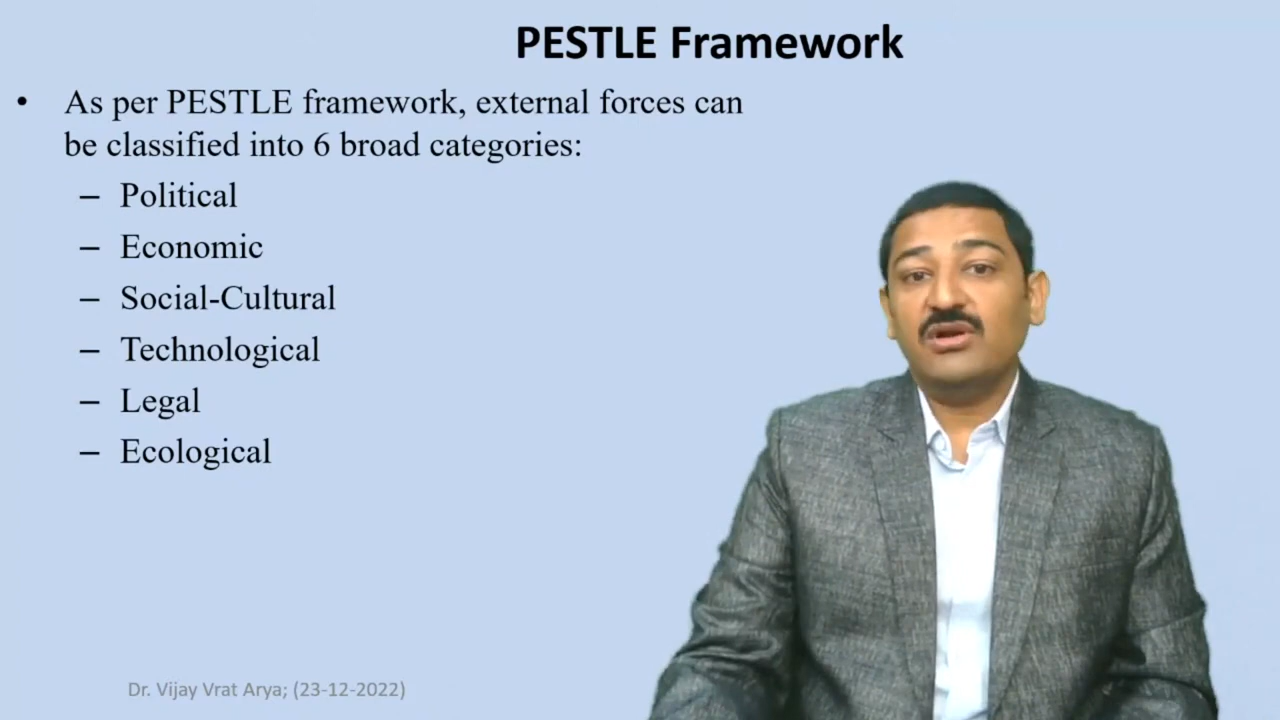 PESTLE Framework
• As per PESTLE framework, external forces can
be classified into 6 broad categories:
– Political
– Economic
– Social-Cultural
– Technological
– Legal
– Ecological
Dr. Vijay Vrat Arya; (23-12-2022)